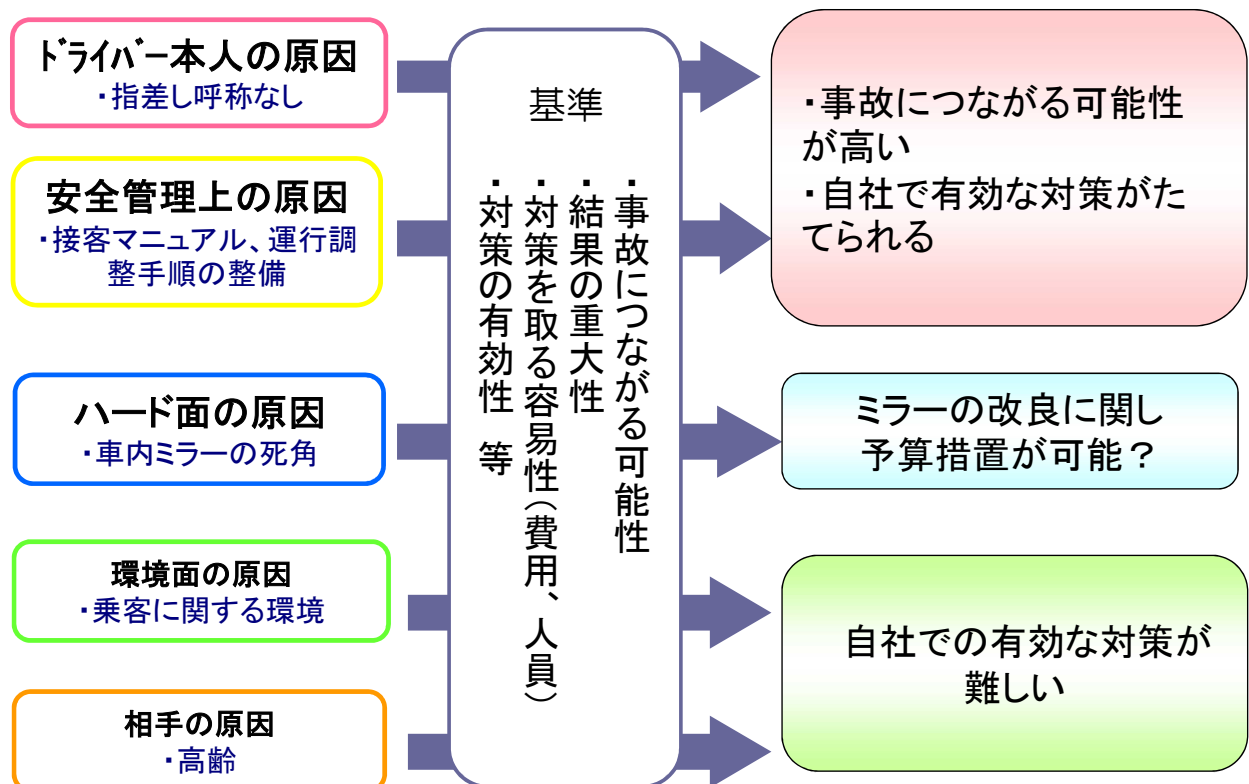 ﾄﾞﾗｲﾊﾞｰ本人の原因
・指差し呼称なし
安全管理上の原因
・接客マニュアル、運行調
整手順の整備
ハード面の原因
・車内ミラーの死角
環境面の原因
・乗客に関する環境
相手の原因
・高齢
基準
・事故につながる可能性
・結果の重大性
・対策を取る容易性（費用、人員）
・対策の有効性 等
・事故につながる可能性
が高い
・自社で有効な対策がた
てられる
ミラーの改良に関し
予算措置が可能？
自社での有効な対策が
難しい